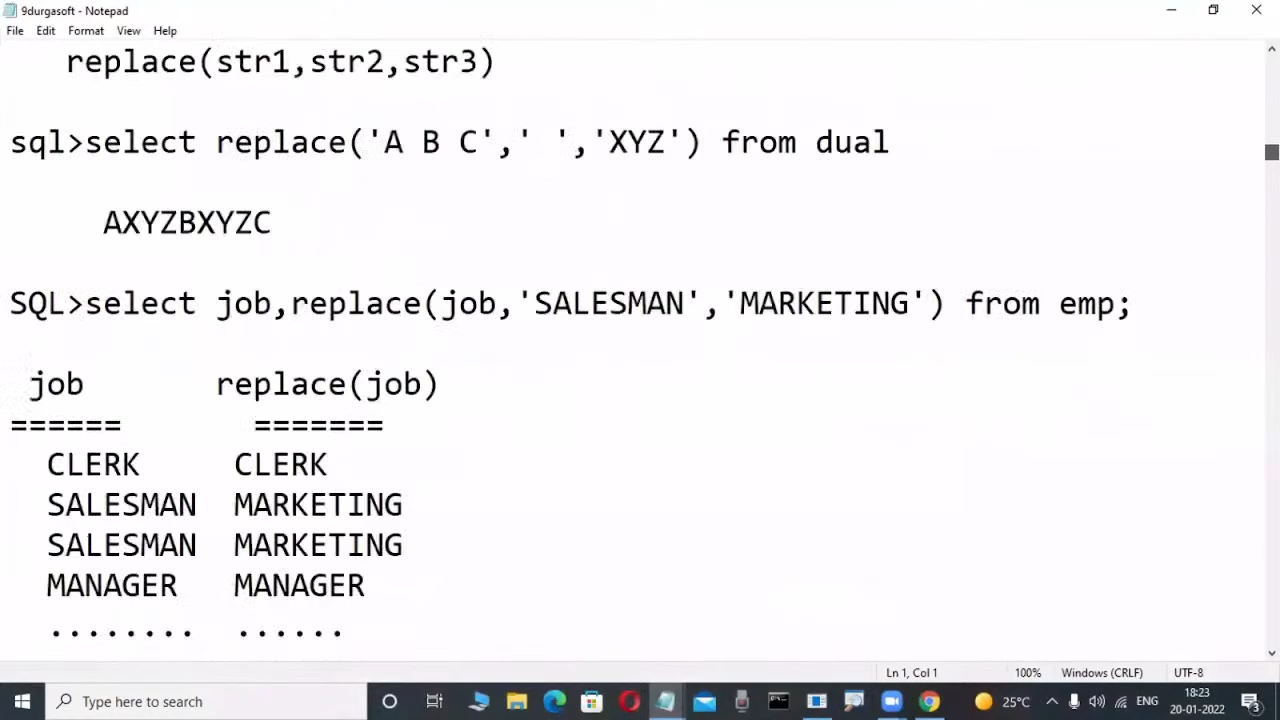 9durgasoft - Notepad
File Edit Format View Help
replace(str1,str2,str3)
sql>select replace('A B C',' ','XYZ') from dual
AXYZBXYZC
SQL>select job,replace(job,'SALESMAN','MARKETING') from emp;
job replace(job)
====== =======
CLERK CLERK
SALESMAN MARKETING
SALESMAN MARKETING
MANAGER MANAGER
........ ......
Ln 1, Col 1 100% Windows (CRLF) UTF-8
Type here to search 25°C ENG 18:23
20-01-2022 3